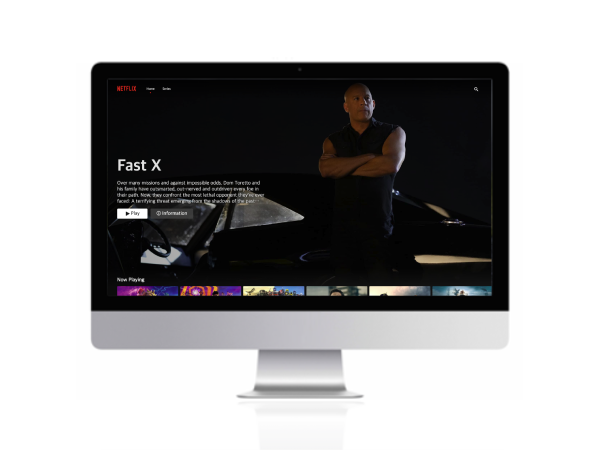 NETFLIX Home Series
Fast X
Over many missions and against impossible odds, Dom Toretto and
his family have outsmarted, out-nerved and outdriven every foe in
their path. Now, they confront the most lethal opponent they've ever
faced: A terrifying threat emerging from the shadows of the past
Play Information
Now Playing